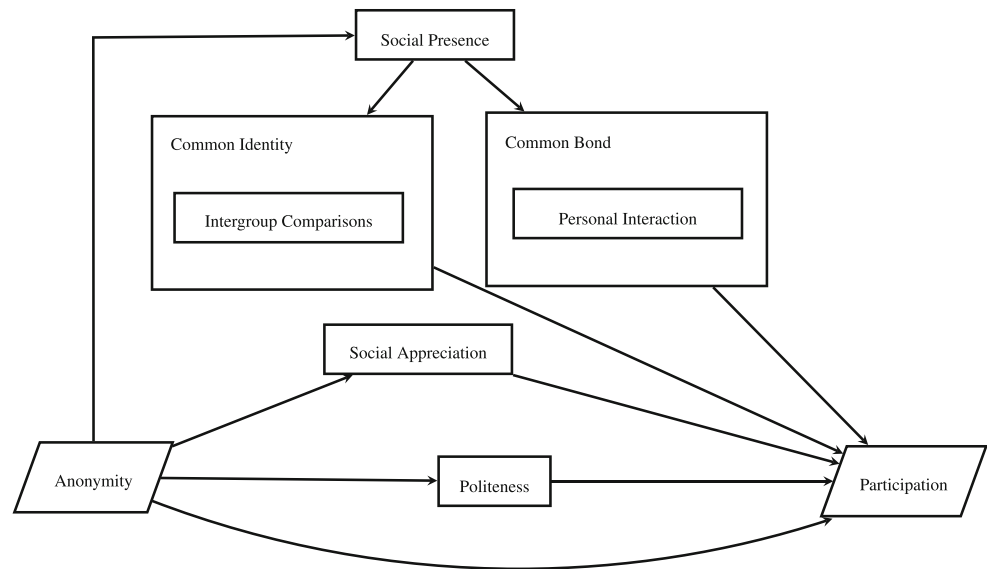 Social Presence
Common Identity
Common Bond
Intergroup Comparisons
Personal Interaction
Social Appreciation
Anonymity
Politeness
Participation